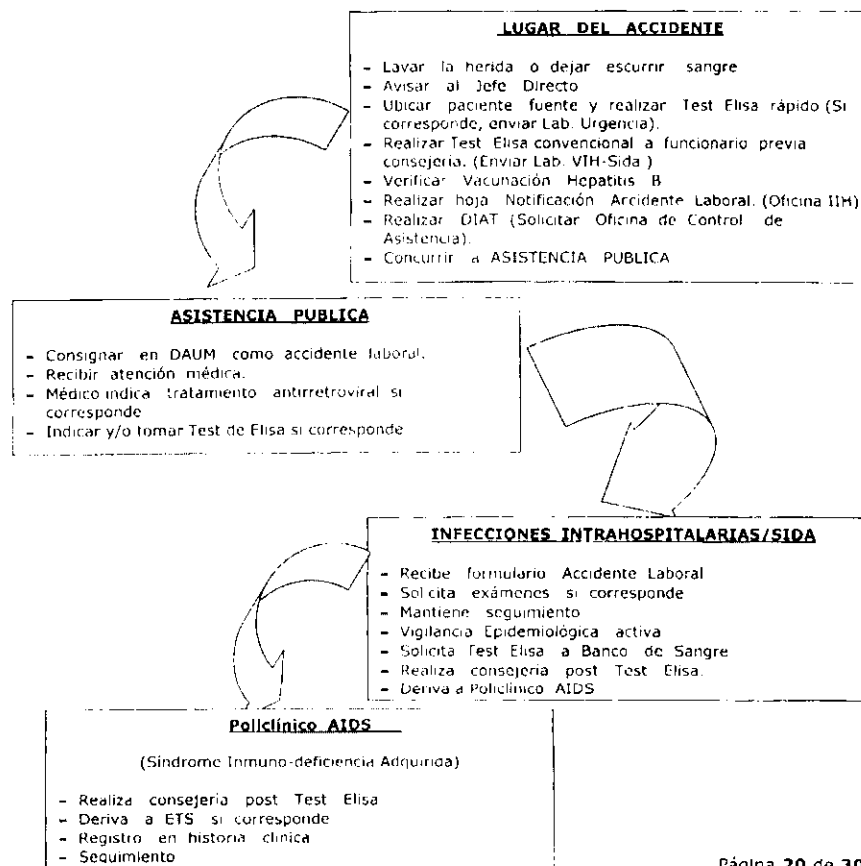 LUGAR DEL ACCIDENTE
- Lavar la herida o dejar escurrir sangre
- Avisar al Jefe Directo
- Ubicar paciente fuente y realizar Test Elisa rápido (Si
corresponde, enviar Lab. Urgencia).
- Realizar Test Elisa convencional a funcionario previa
consejería. (Enviar Lab. VIH-Sida )
- Verificar Vacunación Hepatitis B
- Realizar hoja Notificación Accidente Laboral. (Oficina IIH)
- Realizar DIAT (Solicitar Oficina de Control de
Asistencia).
- Concurrir a ASISTENCIA PUBLICA
ASISTENCIA PUBLICA
- Consignar en DAUM como accidente laboral.
- Recibir atención médica.
- Médico indica tratamiento antirretroviral si
corresponde
- Indicar y/o tomar Test de Elisa si corresponde
INFECCIONES INTRAHOSPITALARIAS/SIDA
- Recibe formulario Accidente Laboral
- Solicita exámenes si corresponde
- Mantiene seguimiento
- Vigilancia Epidemiológica activa
- Solicita Test Elisa a Banco de Sangre
- Realiza consejería post Test Elisa.
- Deriva a Policlínico AIDS
Policlínico AIDS
(Síndrome Inmuno-deficiencia Adquirida)
- Realiza consejería post Test Elisa
- Deriva a ETS si corresponde
- Registro en historia clínica
- Seguimiento
Página 20 de 30